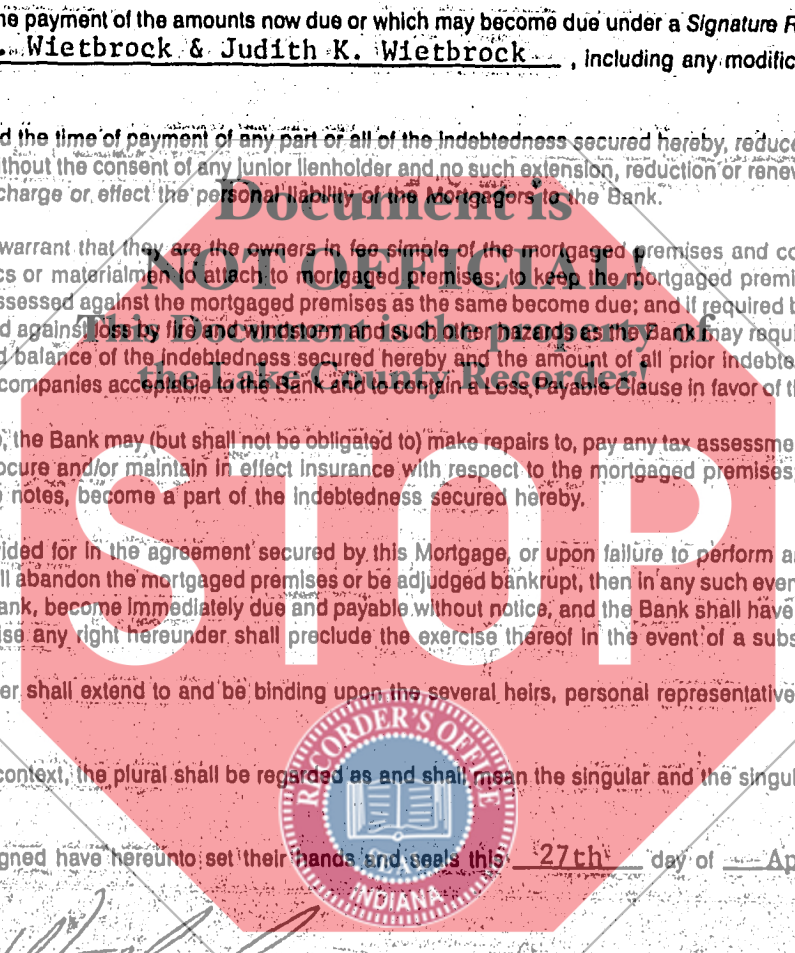 he payment of the amounts now due or which may become due under a Signature R
. Wietbrock & Judith K. Wietbrock , including any modific
d the time of payment of any part or all of the indebtedness secured hereby, reduce
ithout the consent of any junior lienholder and no such extension, reduction or renew
charge or effect the personal liability of the Mortgagors to the Bank.
Document is
warrant that they are the owners in fee simple of the mortgaged premises and co
NOT OFFICIAL!
cs or materialmen to attach to mortgaged premises; to keep the mortgaged premi
ssessed against the mortgaged premises as the same become due; and if required b
This Document is the property of
d against loss by fire and windstorm and such other hazards as the Bank may requi
d balance of the indebtedness secured hereby and the amount of all prior indebte
the Lake County Recorder!
companies acceptable to the Bank and to contain a Loss Payable Clause in favor of t
, the Bank may (but shall not be obligated to) make repairs to, pay any tax assessme
ocure and/or maintain in effect insurance with respect to the mortgaged premises;
notes, become a part of the indebtedness secured hereby.
STOP
ided for in the agreement secured by this Mortgage, or upon failure to perform a
ll abandon the mortgaged premises or be adjudged bankrupt, then in any such even
ank, become immediately due and payable without notice, and the Bank shall have
ise any right hereunder shall preclude the exercise thereof in the event of a subs
er shall extend to and be binding upon the several heirs, personal representative
RECORDER'S OFFICE
context, the plural shall be regarded as and shall mean the singular and the singul
gned have hereunto set their hands and seals this 27th day of Ap
INDIANA